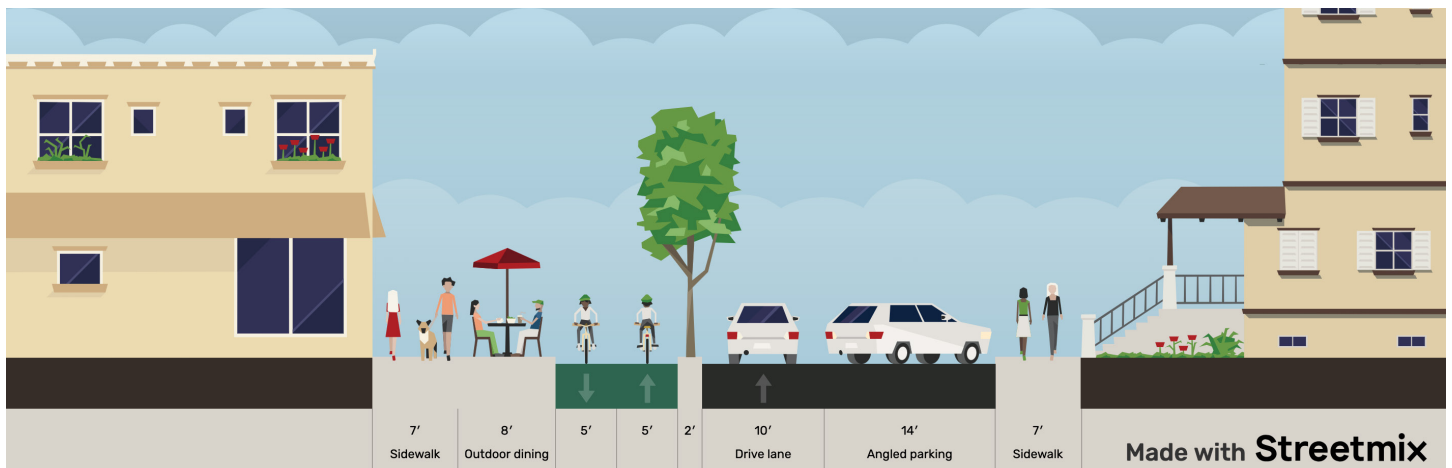 7′
Sidewalk
8′
Outdoor dining
5′
5′
2′
10′
Drive lane
14′
Angled parking
7′
Sidewalk
Made with Streetmix